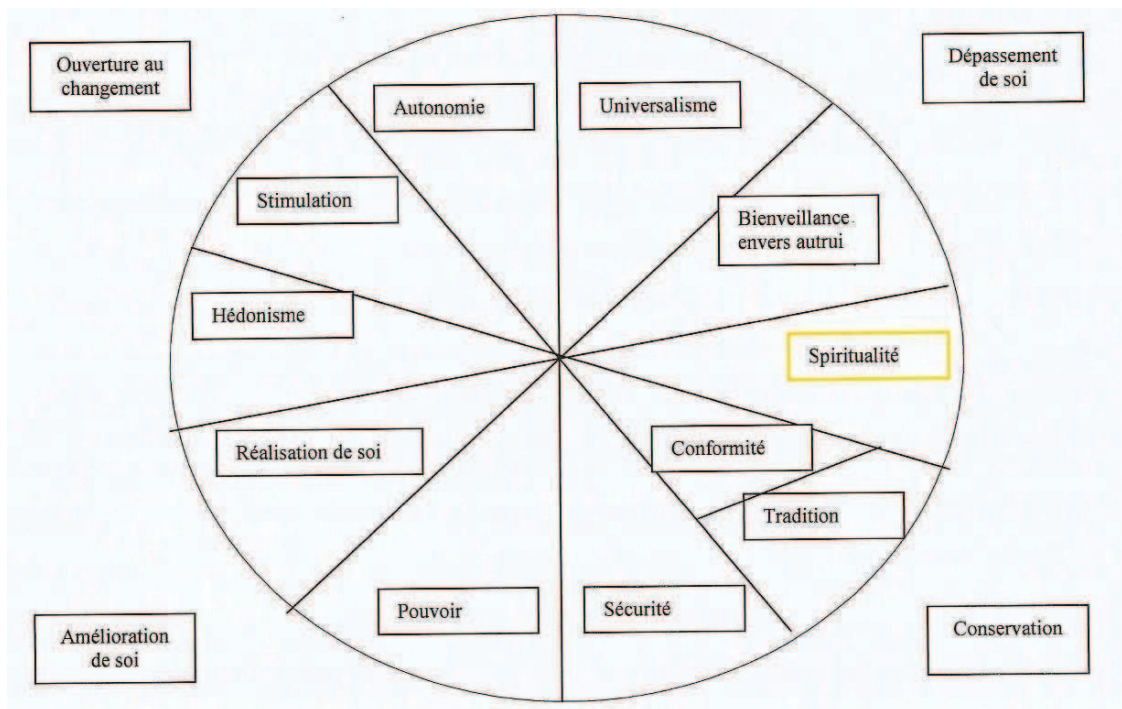 Ouverture au
changement
Dépassement
de soi
Autonomie
Universalisme
Stimulation
Bienveillance
envers autrui
Hédonisme
Spiritualité
Réalisation de soi
Conformité
Tradition
Pouvoir
Sécurité
Amélioration
de soi
Conservation